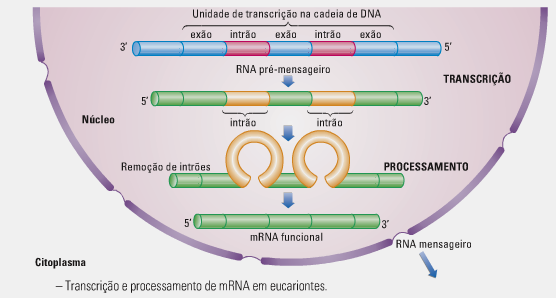 Unidade de transcrição na cadeia de DNA
exão intrão exão intrão exão
3' 5'
RNA pré-mensageiro
TRANSCRIÇÃO
5' 3'
Núcleo
intrão intrão
Remoção de intrões
PROCESSAMENTO
5' 3'
mRNA funcional
RNA mensageiro
Citoplasma
– Transcrição e processamento de mRNA em eucariontes.